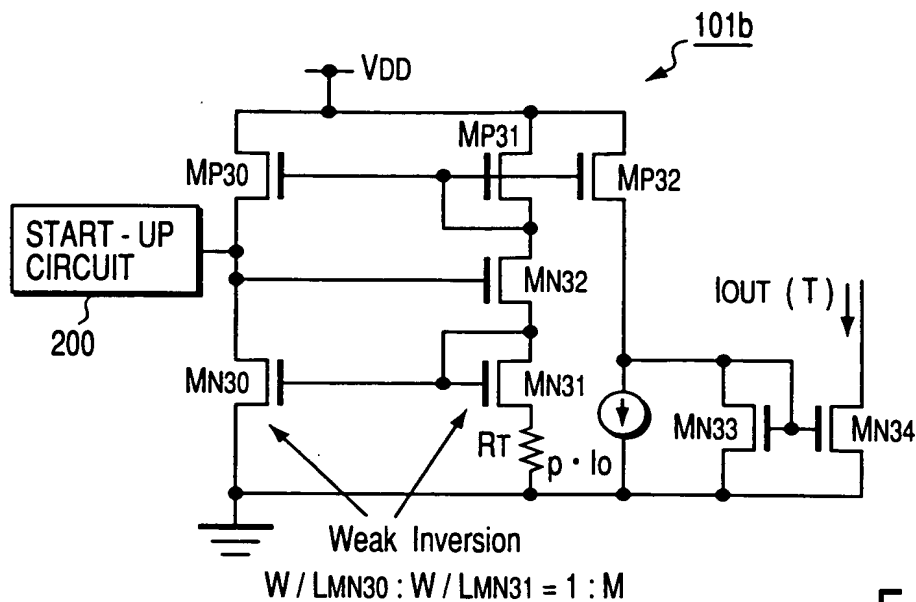 101b
VDD
MP31
MP30
MP32
START - UP
CIRCUIT
200
MN32
IOUT ( T )
MN30
MN31
MN33
MN34
RT
p · Io
Weak Inversion
W / LMN30 : W / LMN31 = 1 : M